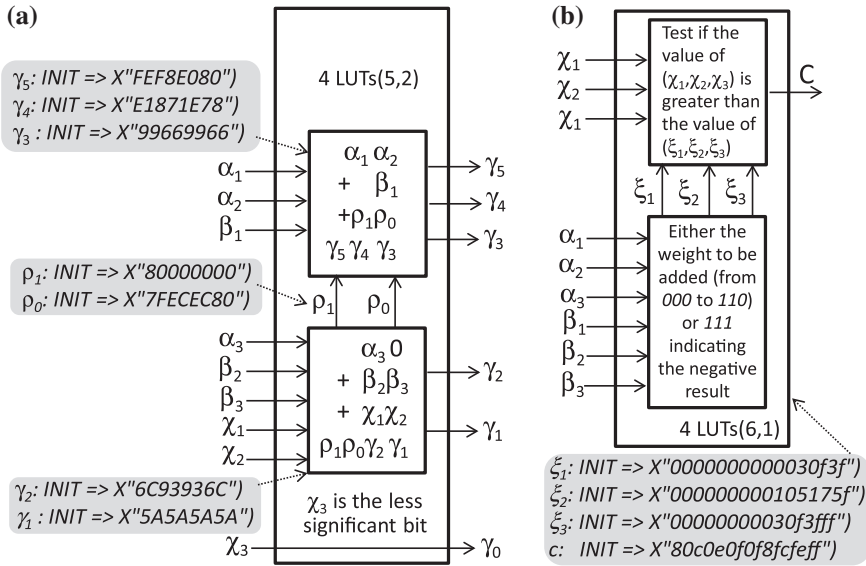 (a)
γ5: INIT => X"FEF8E080")
γ4: INIT => X"E1871E78")
γ3 : INIT => X"99669966")
4 LUTs(5,2)
α1
α2
β1
α1 α2
+ β1
+ρ1ρ0
γ5 γ4 γ3
γ5
γ4
γ3
ρ1: INIT => X"80000000")
ρ0: INIT => X"7FECEC80")
ρ1
ρ0
α3
β2
β3
χ1
χ2
α3 0
+ β2β3
+ χ1χ2
ρ1ρ0γ2 γ1
γ2
γ1
γ2: INIT => X"6C93936C")
γ1 : INIT => X"5A5A5A5A")
χ3 is the less
significant bit
χ3
γ0
(b)
χ1
χ2
χ1
Test if the
value of
(χ1,χ2,χ3) is
greater than
the value of
(ξ1,ξ2,ξ3)
C
ξ1
ξ2
ξ3
α1
α2
α3
β1
β2
β3
Either the
weight to be
added (from
000 to 110)
or 111
indicating
the negative
result
4 LUTs(6,1)
ξ1: INIT => X"0000000000030f3f")
ξ2: INIT => X"000000000105175f")
ξ3: INIT => X"00000000030f3fff")
c: INIT => X"80c0e0f0f8fcfeff")